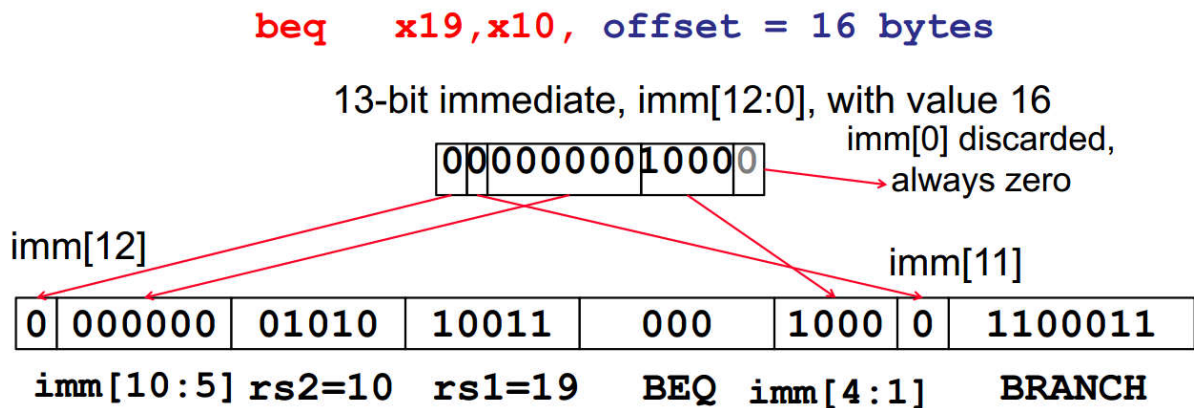 beq x19,x10, offset = 16 bytes
13-bit immediate, imm[12:0], with value 16
0000000010000
imm[0] discarded,
always zero
imm[12]
imm[11]
0 000000 01010 10011 000 1000 0 1100011
imm[10:5] rs2=10 rs1=19 BEQ imm[4:1] BRANCH